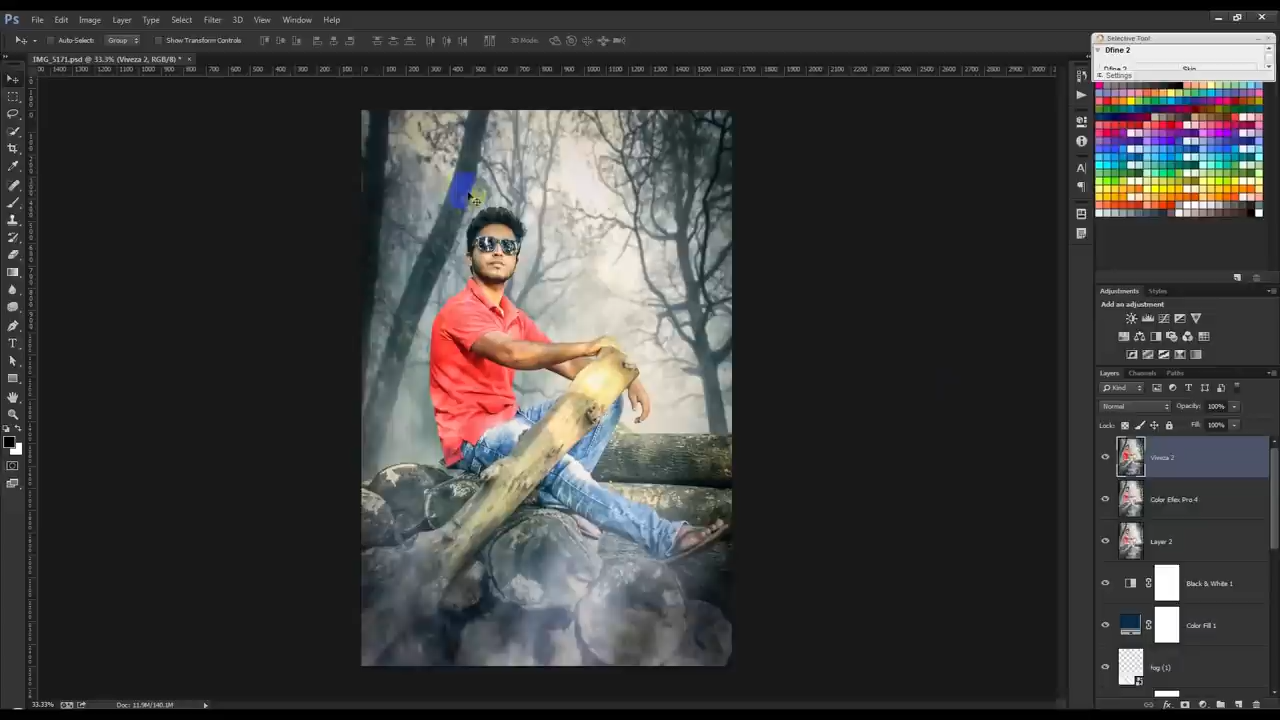 Ps File Edit Image Layer Type Select Filter 3D View Window Help
Auto-Select: Group Show Transform Controls 3D Mode:
IMG_5171.psd @ 33.3% (Viveza 2, RGB/8) * ×
Selective Tool
Dfine 2
Dfine 2 Skin
Settings
Adjustments Styles
Add an adjustment
Layers Channels Paths
Kind
Normal Opacity: 100%
Lock: Fill: 100%
Viveza 2
Color Efex Pro 4
Layer 2
Black & White 1
Color Fill 1
fog (1)
33.33% Doc: 11.9M/140.1M